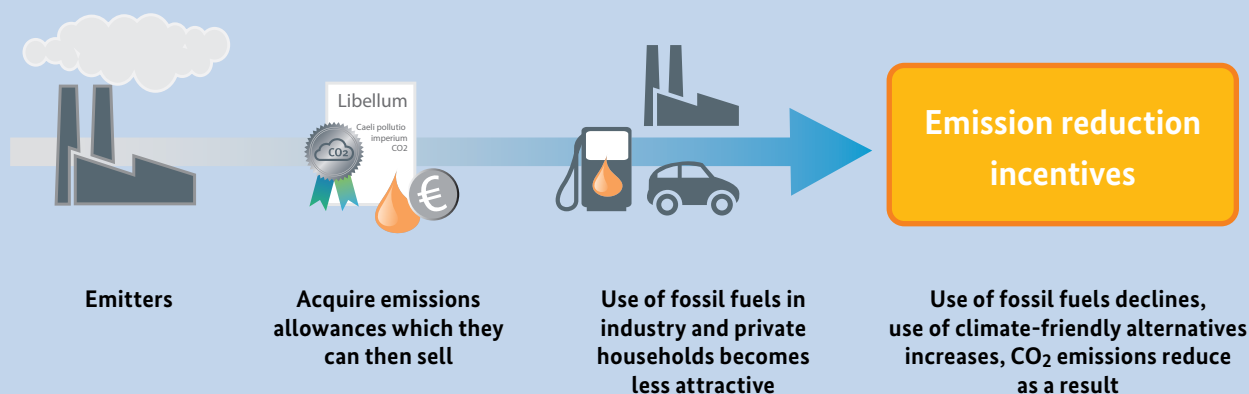 Libellum
Caeli pollutio
imperium
CO2
CO2
€
Emission reduction
incentives
Emitters
Acquire emissions
allowances which they
can then sell
Use of fossil fuels in
industry and private
households becomes
less attractive
Use of fossil fuels declines,
use of climate-friendly alternatives
increases, CO₂ emissions reduce
as a result